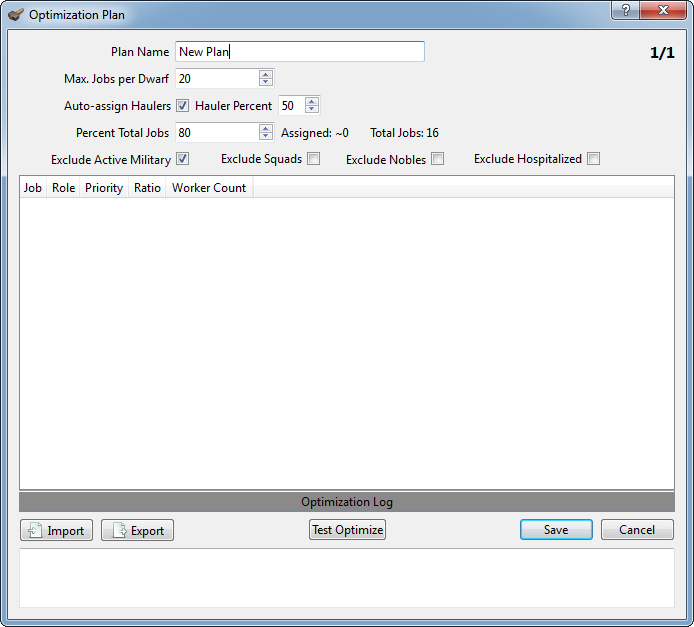 Optimization Plan
Plan Name New Plan 1/1
Max. Jobs per Dwarf 20
Auto-assign Haulers Hauler Percent 50
Percent Total Jobs 80 Assigned: ~0 Total Jobs: 16
Exclude Active Military Exclude Squads Exclude Nobles Exclude Hospitalized
Job Role Priority Ratio Worker Count
Optimization Log
Import Export Test Optimize Save Cancel